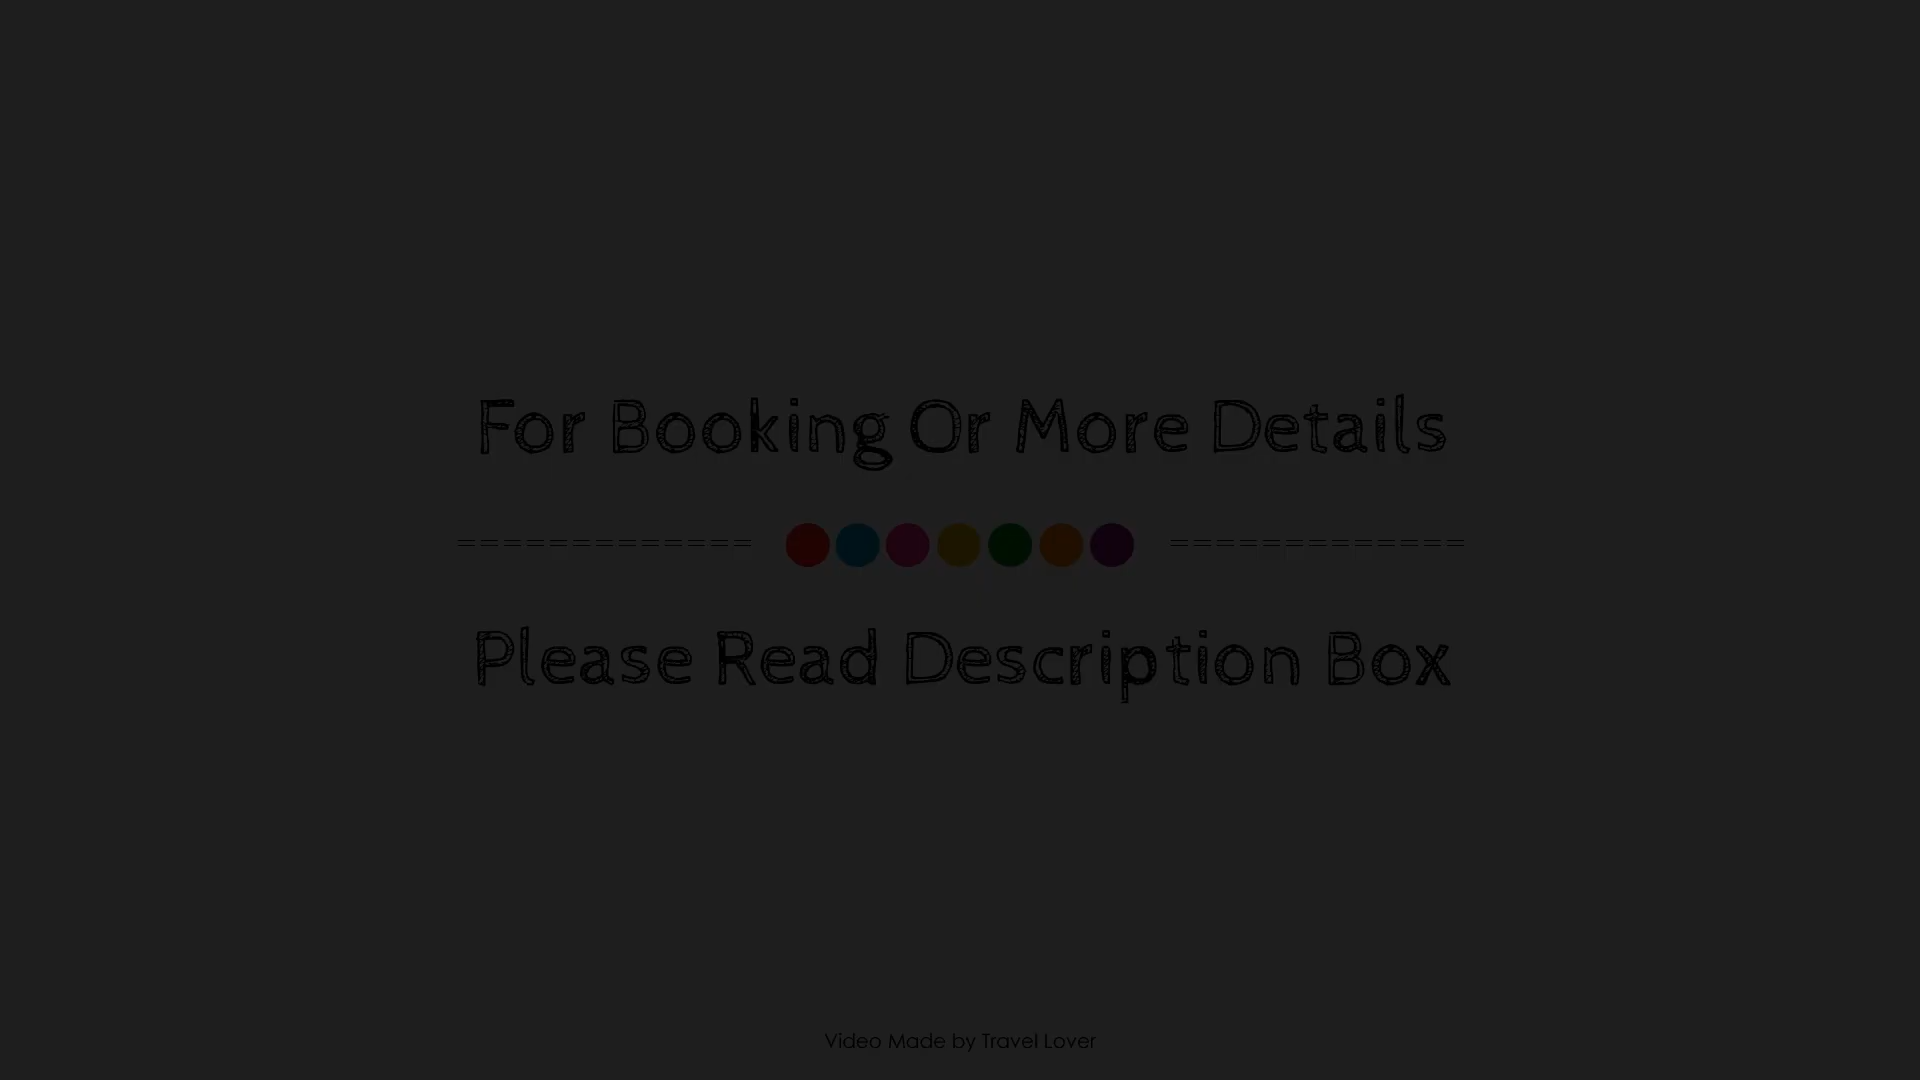 For Booking Or More Details
============= =============
Please Read Description Box
Video Made by Travel Lover